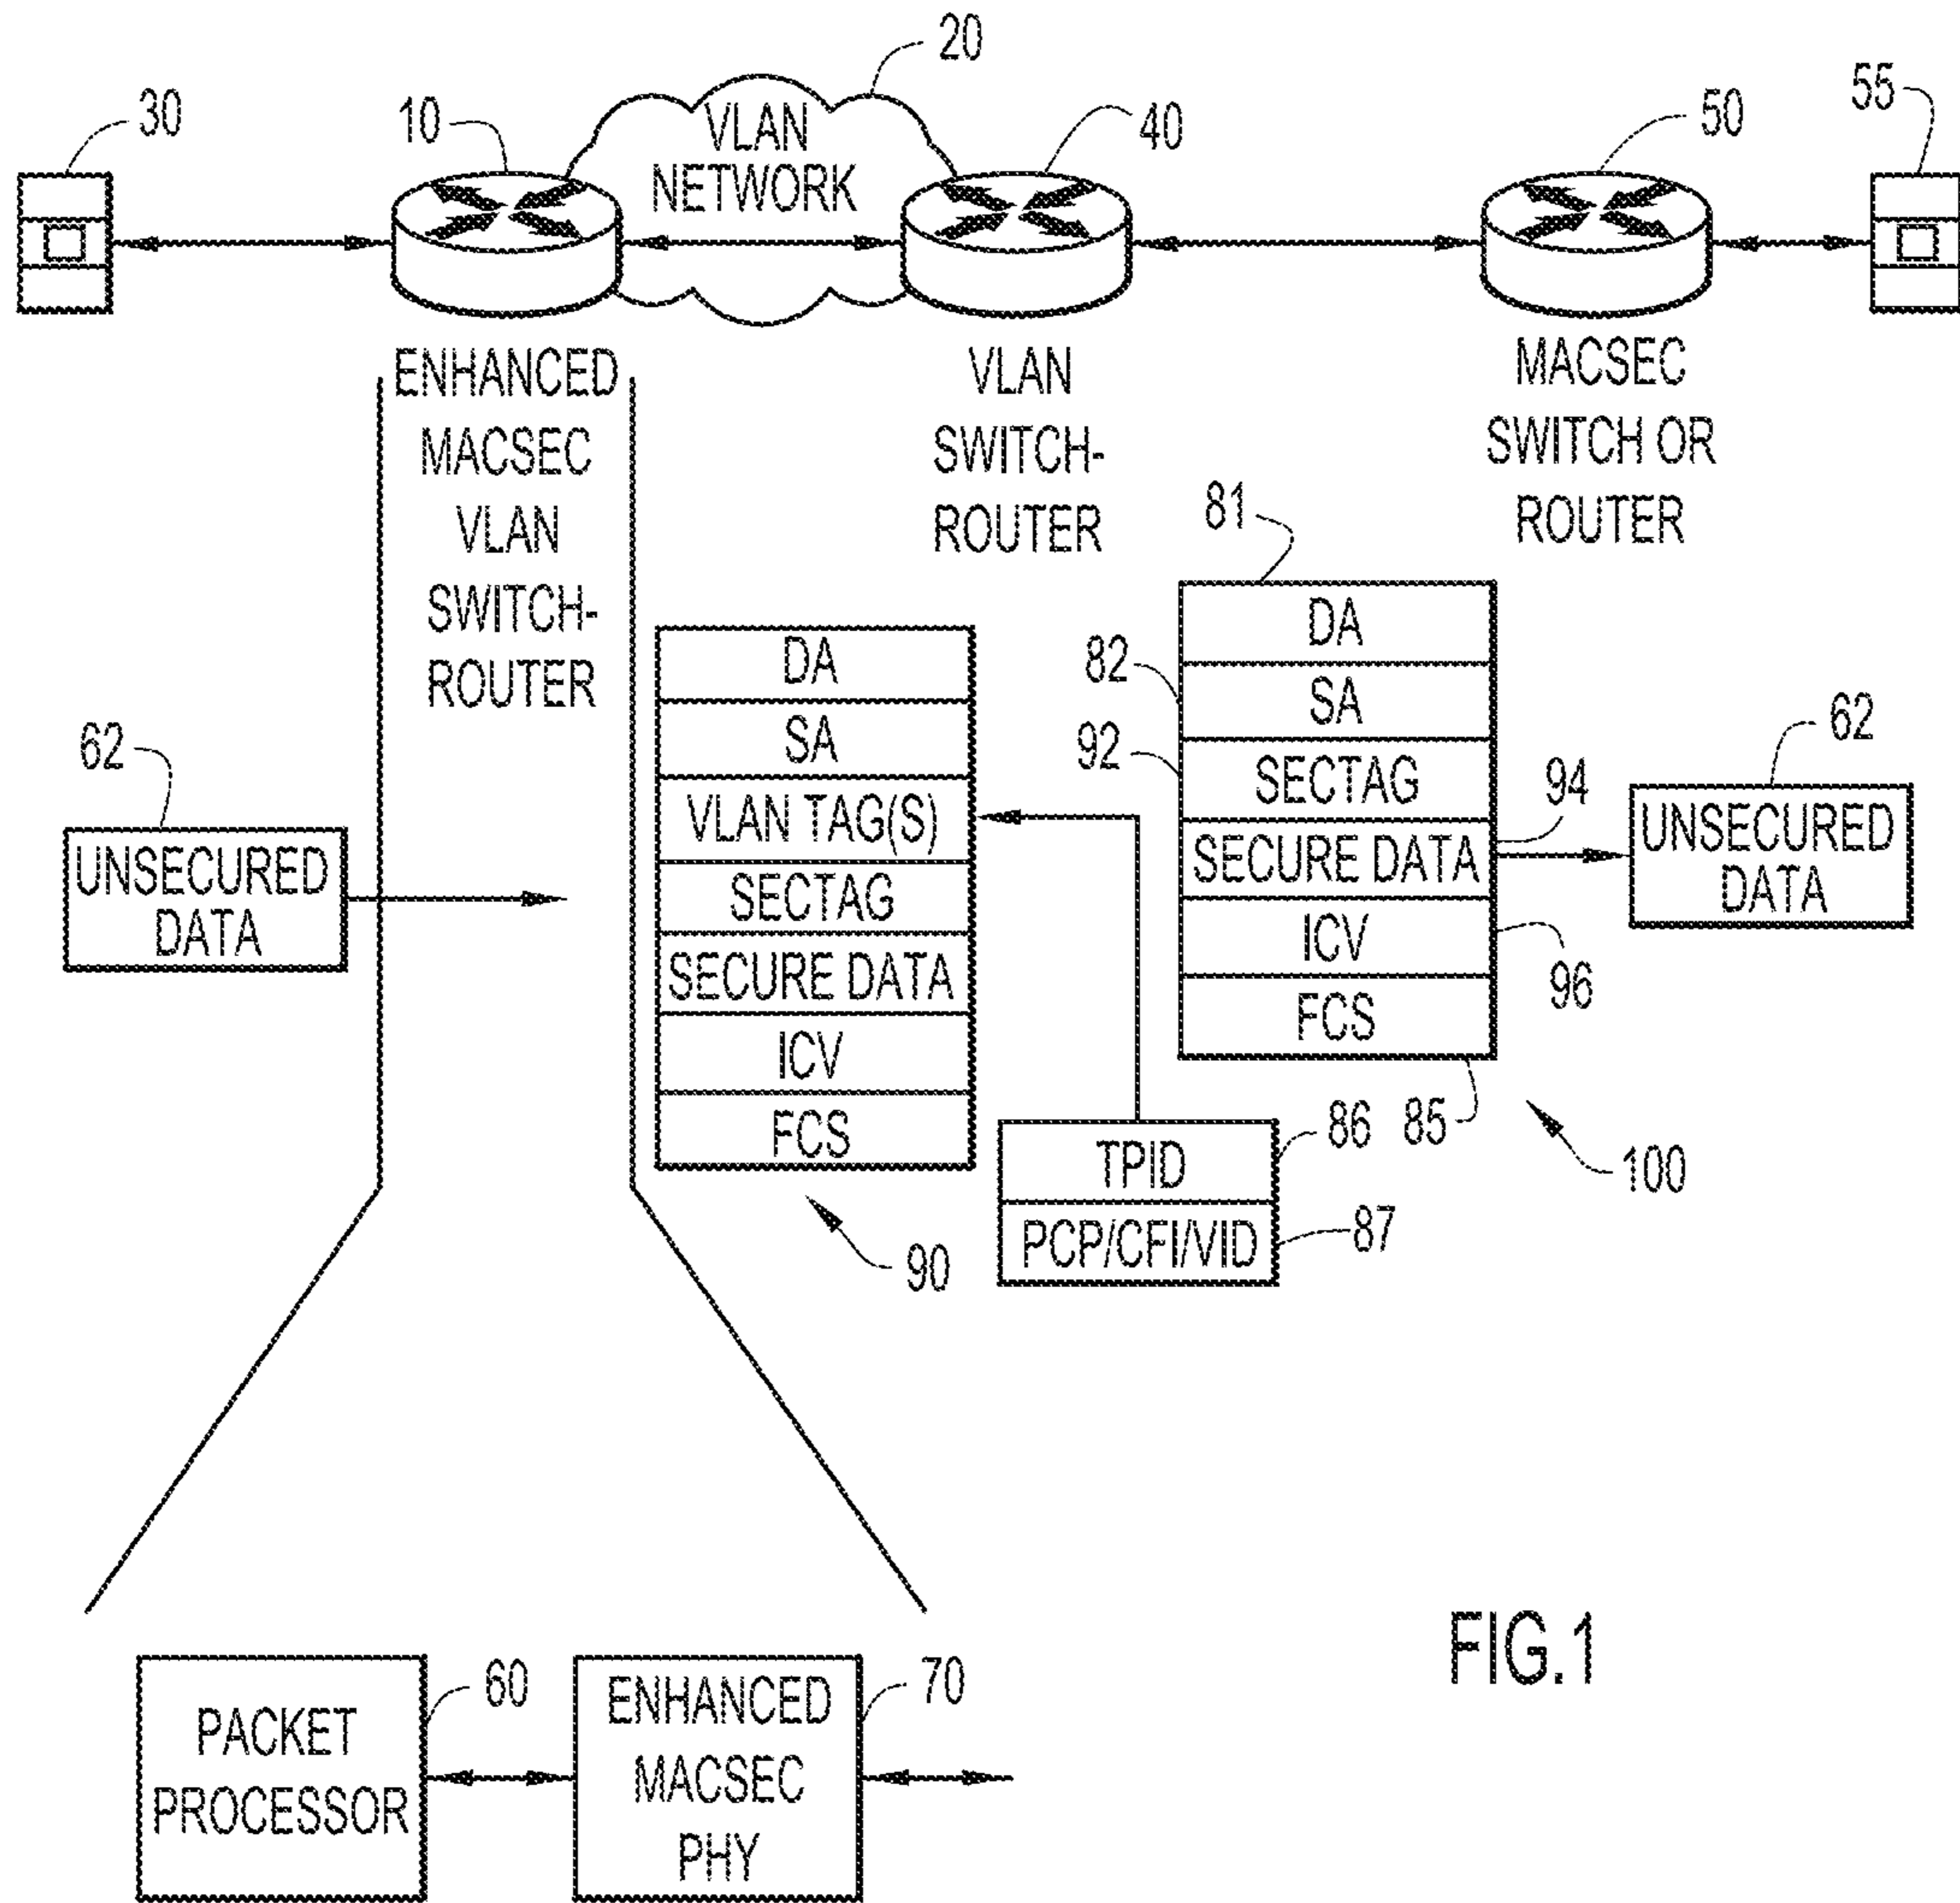 20
30
10
VLAN
NETWORK
40
50
55
ENHANCED
MACSEC
VLAN
SWITCH-
ROUTER
VLAN
SWITCH-
ROUTER
MACSEC
SWITCH OR
ROUTER
62
UNSECURED
DATA
DA
SA
VLAN TAG(S)
SECTAG
SECURE DATA
ICV
FCS
90
81
82
92
DA
SA
SECTAG
SECURE DATA
ICV
FCS
94
96
85
100
62
UNSECURED
DATA
TPID
86
PCP/CFI/VID
87
PACKET
PROCESSOR
60
ENHANCED
MACSEC
PHY
70
FIG.1